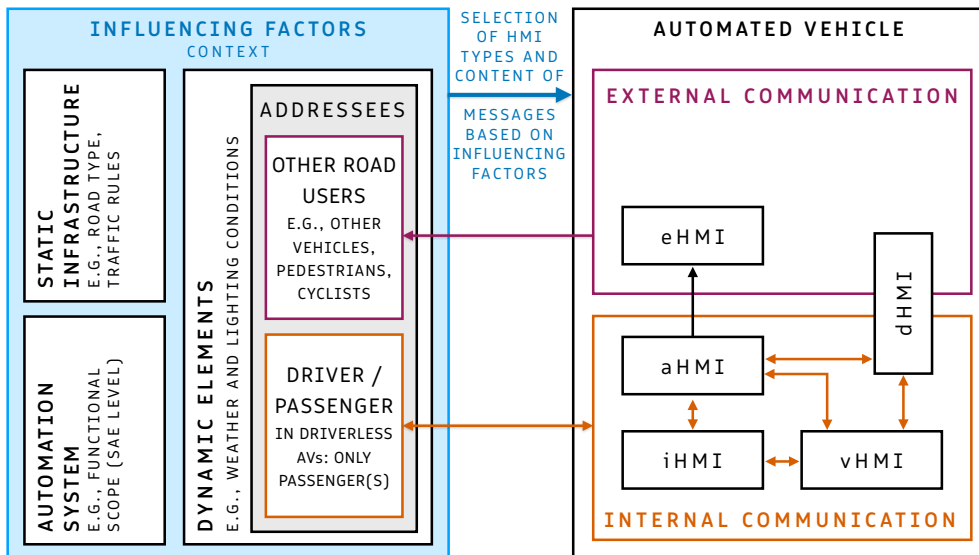 INFLUENCING FACTORS
CONTEXT
STATIC
INFRASTRUCTURE
E.G., ROAD TYPE,
TRAFFIC RULES
AUTOMATION
SYSTEM
E.G., FUNCTIONAL
SCOPE (SAE LEVEL)
DYNAMIC ELEMENTS
E.G., WEATHER AND LIGHTING CONDITIONS
ADDRESSEES
OTHER ROAD
USERS
E.G., OTHER
VEHICLES,
PEDESTRIANS,
CYCLISTS
DRIVER /
PASSENGER
IN DRIVERLESS
AVs: ONLY
PASSENGER(S)
SELECTION
OF HMI
TYPES AND
CONTENT OF
MESSAGES
BASED ON
INFLUENCING
FACTORS
AUTOMATED VEHICLE
EXTERNAL COMMUNICATION
eHMI
dHMI
aHMI
iHMI
vHMI
INTERNAL COMMUNICATION